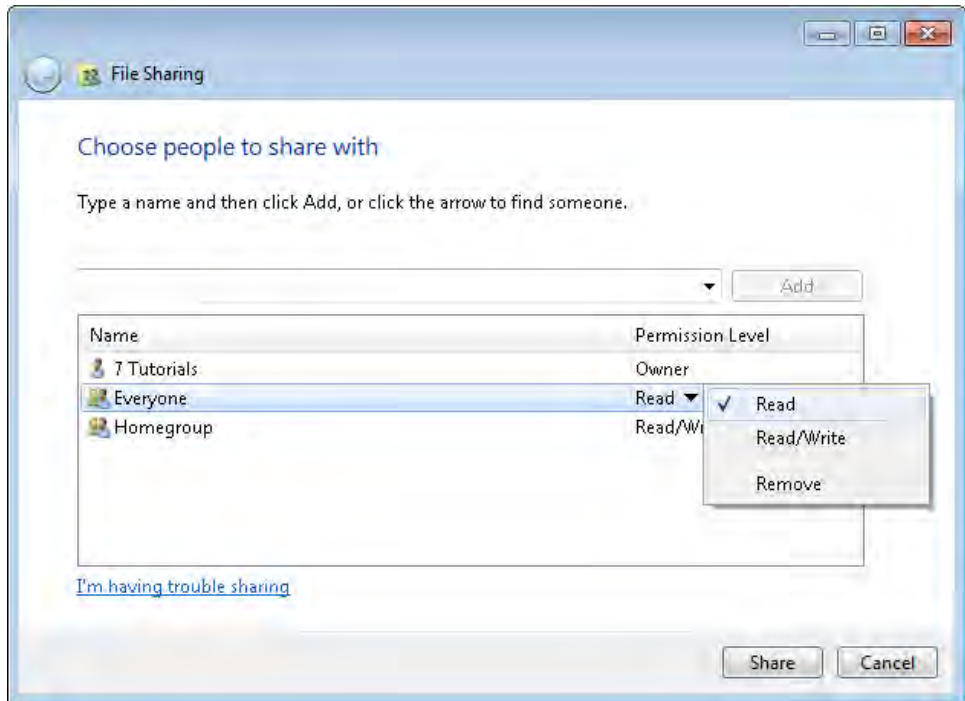 File Sharing
Choose people to share with
Type a name and then click Add, or click the arrow to find someone.
Add
Name Permission Level
7 Tutorials Owner
Everyone Read
Homegroup Read/Wr
Read
Read/Write
Remove
I'm having trouble sharing
Share Cancel